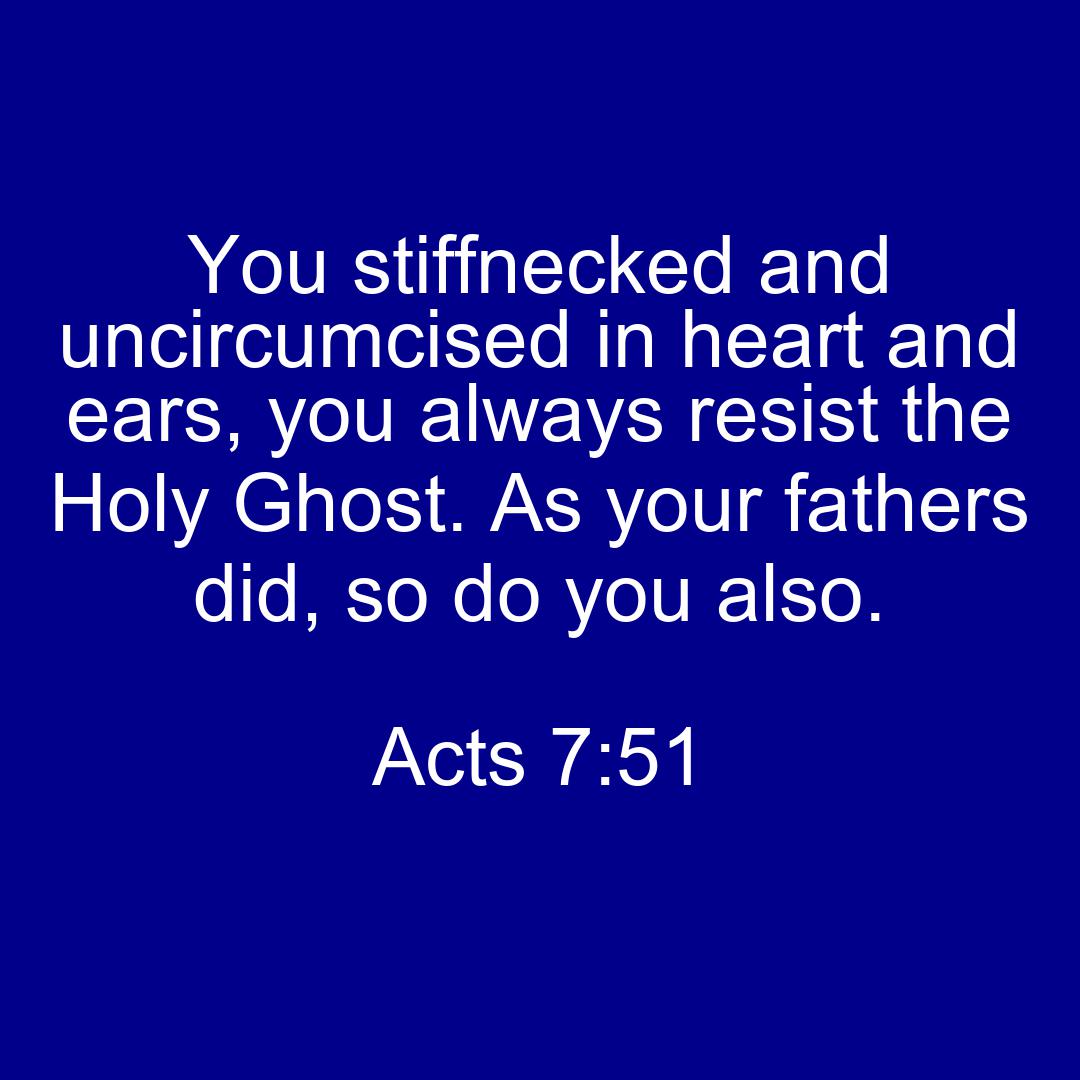 You stiffnecked and
uncircumcised in heart and
ears, you always resist the
Holy Ghost. As your fathers
did, so do you also.
Acts 7:51